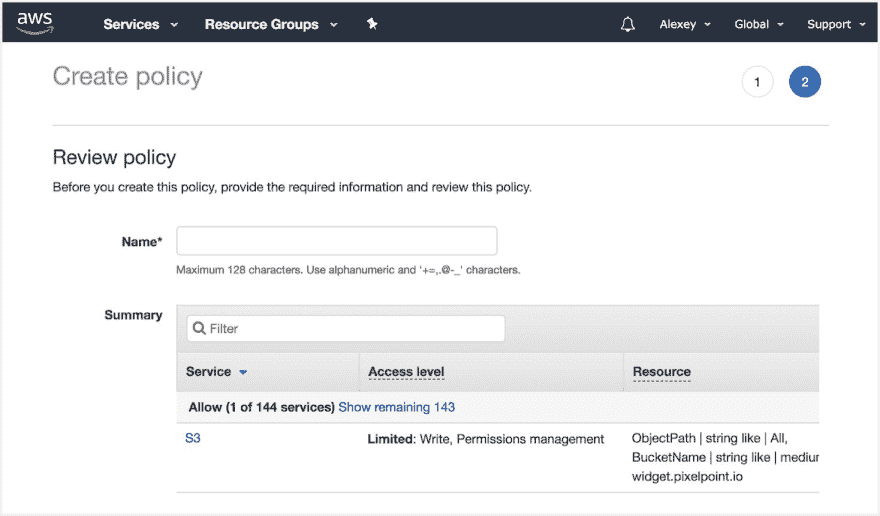 aws Services Resource Groups Alexey Global Support
Create policy 1 2
Review policy
Before you create this policy, provide the required information and review this policy.
Name*
Maximum 128 characters. Use alphanumeric and '+=,.@-_' characters.
Summary
Filter
Service Access level Resource
Allow (1 of 144 services) Show remaining 143
S3 Limited: Write, Permissions management ObjectPath | string like | All,
BucketName | string like |
widget.pixelpoint.io